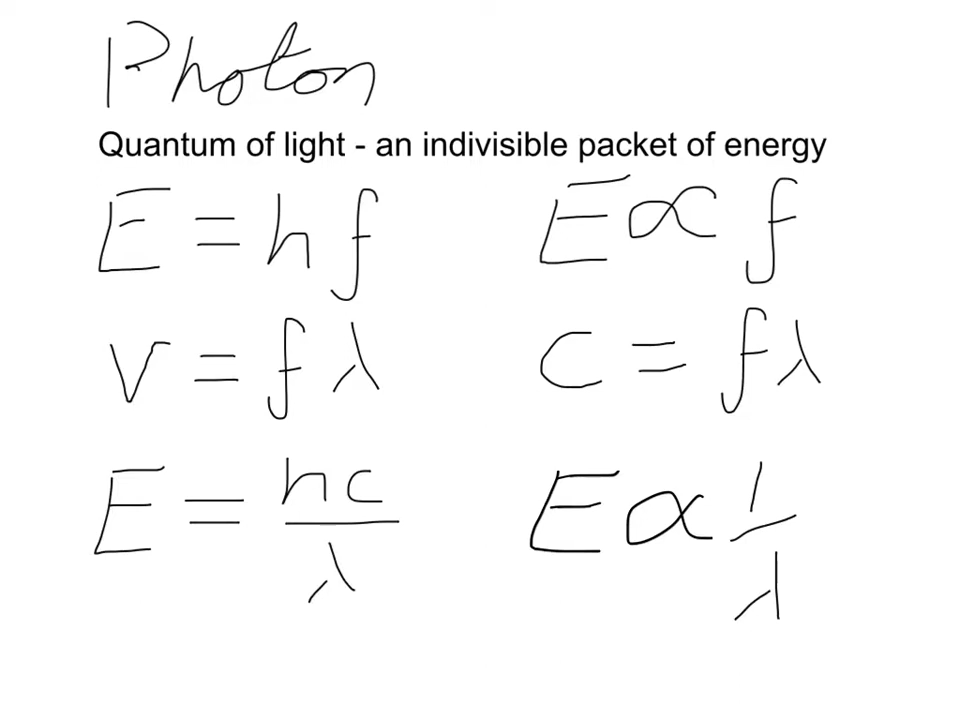 Photon
Quantum of light - an indivisible packet of energy
E = hf E ∝ f
v = fλ c = fλ
E = hc/λ E ∝ 1/λ